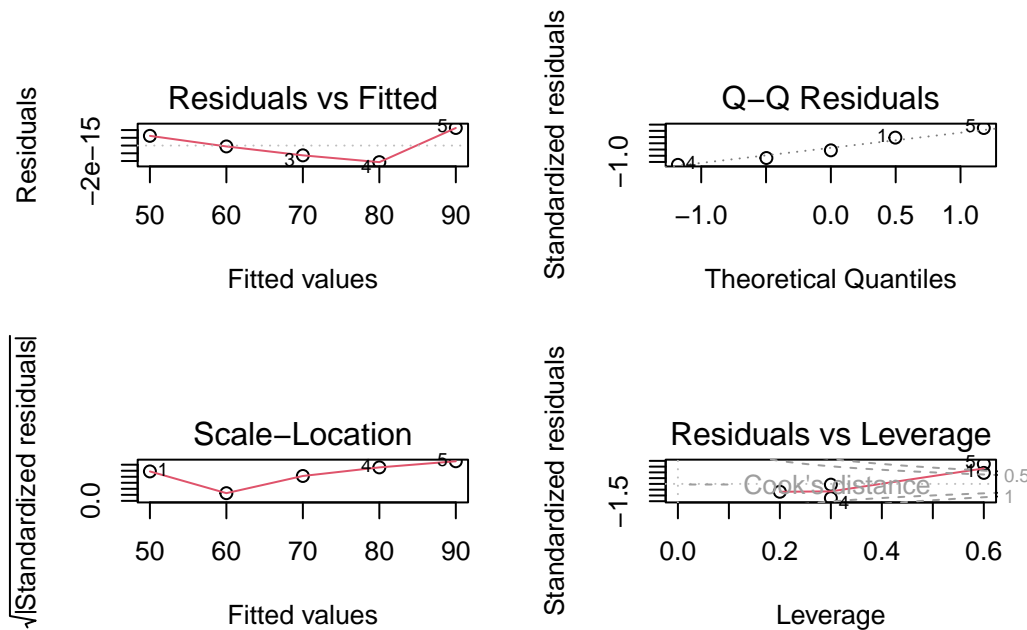 Residuals vs Fitted
Residuals
−2e−15
3
4
5
50 60 70 80 90
Fitted values
Q−Q Residuals
Standardized residuals
−1.0
4
1
5
−1.0 0.0 0.5 1.0
Theoretical Quantiles
Scale−Location
√|Standardized residuals|
0.0
1
4
5
50 60 70 80 90
Fitted values
Residuals vs Leverage
Standardized residuals
−1.5
Cook's distance
5
4
0.5
1
0.0 0.2 0.4 0.6
Leverage